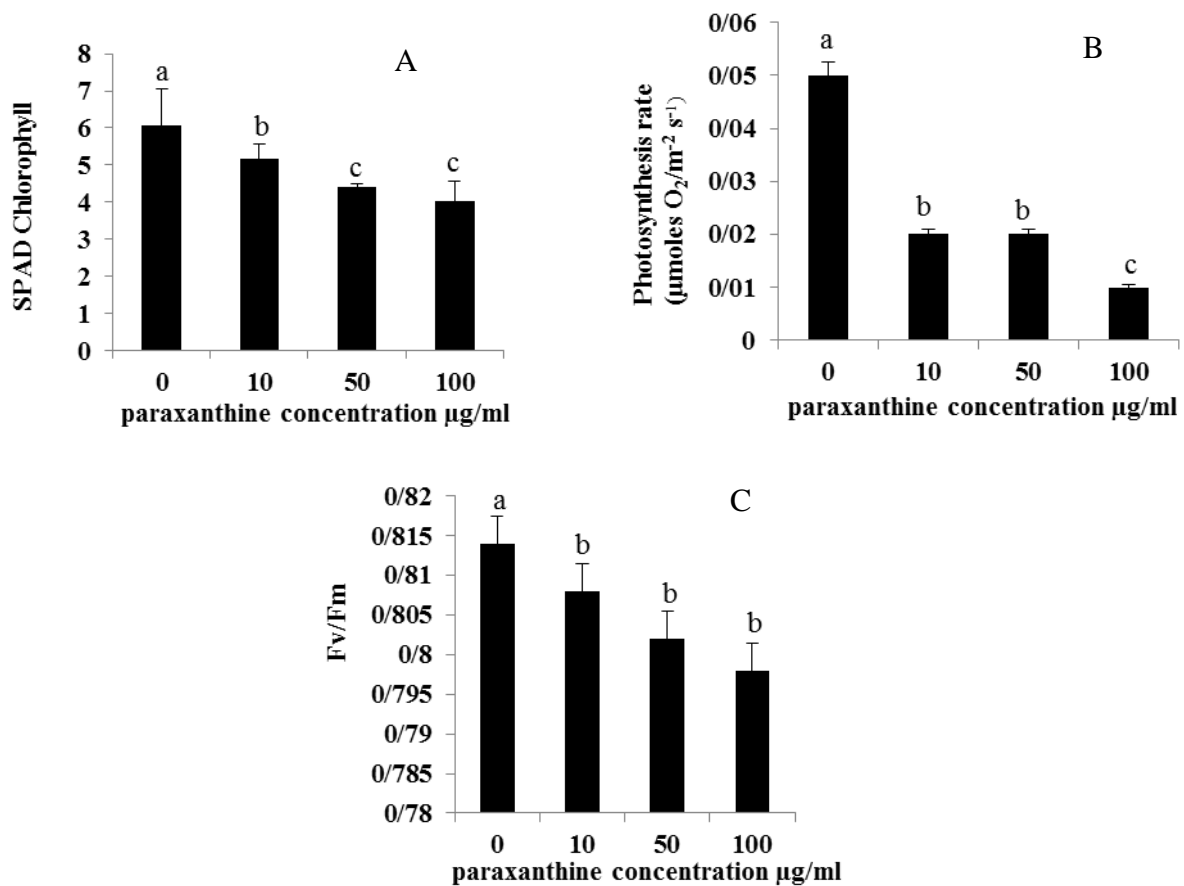 A
SPAD Chlorophyll
8
7
6
5
4
3
2
1
0
a
b
c
c
0 10 50 100
paraxanthine concentration µg/ml
B
Photosynthesis rate
(µmoles O₂/m⁻² s⁻¹)
0/06
0/05
0/04
0/03
0/02
0/01
0
a
b
b
c
0 10 50 100
paraxanthine concentration µg/ml
C
Fv/Fm
0/82
0/815
0/81
0/805
0/8
0/795
0/79
0/785
0/78
a
b
b
b
0 10 50 100
paraxanthine concentration µg/ml